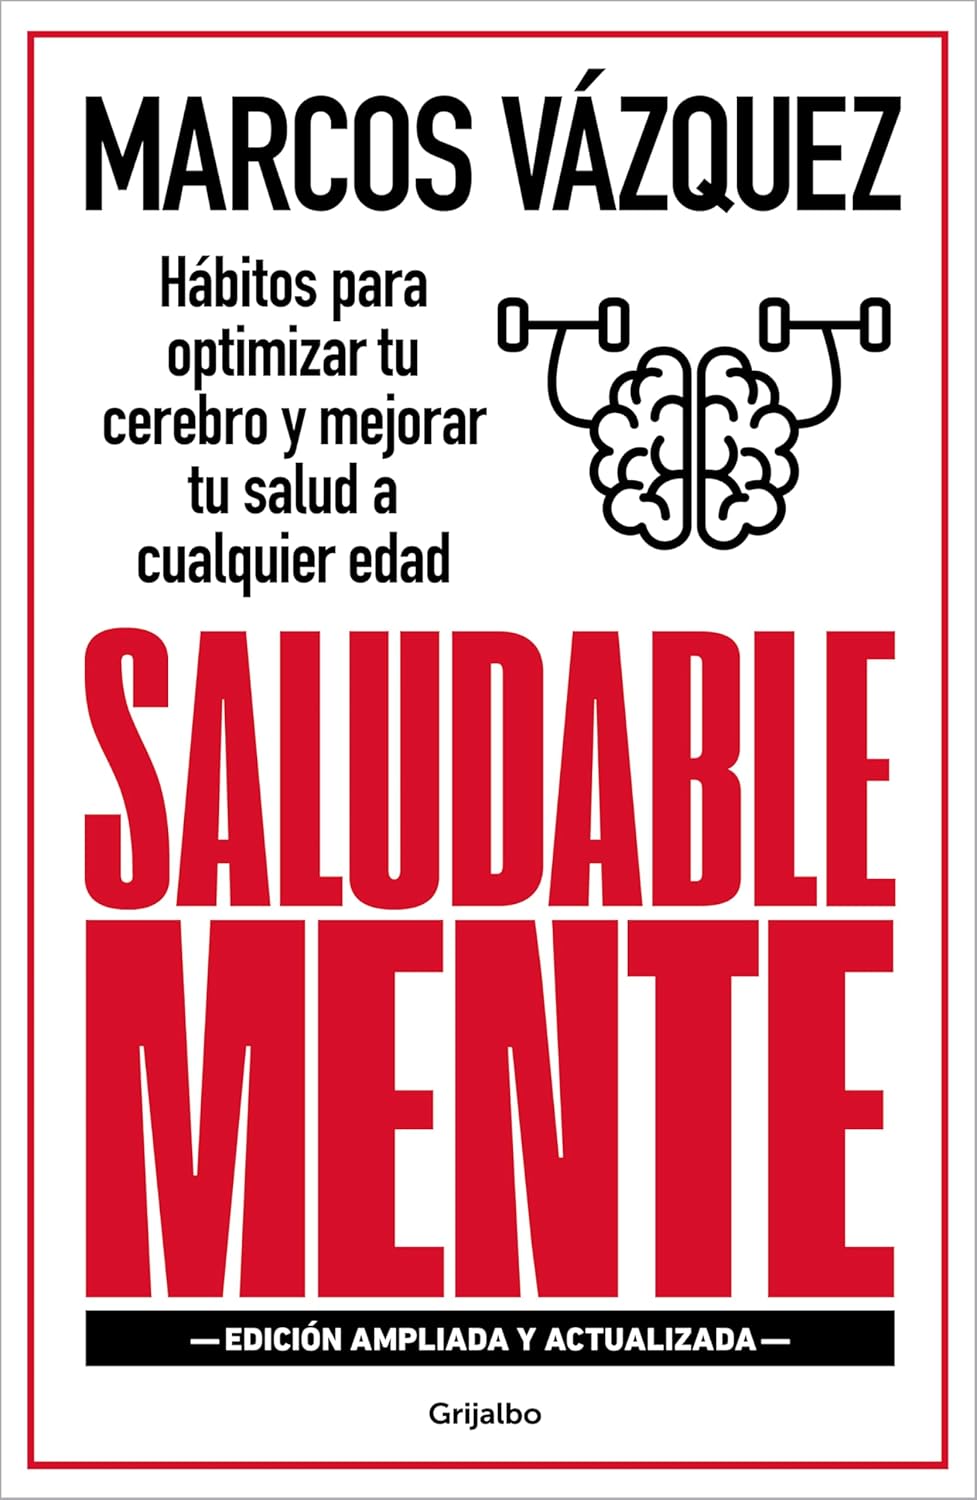 MARCOS VÁZQUEZ
Hábitos para
optimizar tu
cerebro y mejorar
tu salud a
cualquier edad
SALUDABLE
MENTE
—EDICIÓN AMPLIADA Y ACTUALIZADA—
Grijalbo